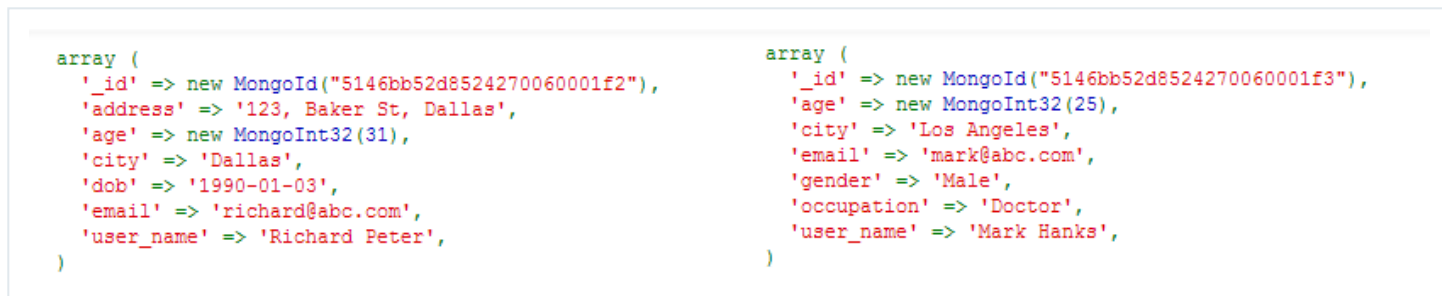 array (
'_id' => new MongoId("5146bb52d8524270060001f2"),
'address' => '123, Baker St, Dallas',
'age' => new MongoInt32(31),
'city' => 'Dallas',
'dob' => '1990-01-03',
'email' => 'richard@abc.com',
'user_name' => 'Richard Peter',
)
array (
'_id' => new MongoId("5146bb52d8524270060001f3"),
'age' => new MongoInt32(25),
'city' => 'Los Angeles',
'email' => 'mark@abc.com',
'gender' => 'Male',
'occupation' => 'Doctor',
'user_name' => 'Mark Hanks',
)